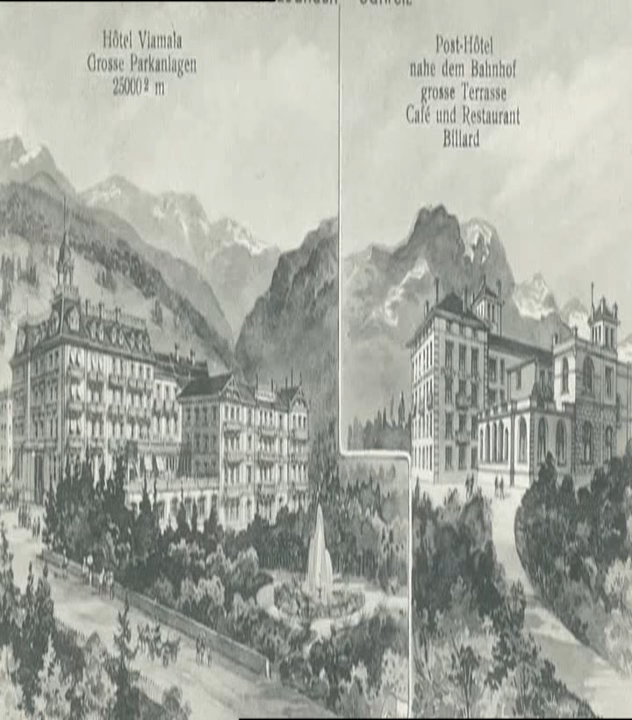 Hôtel Viamala
Grosse Parkanlagen
25000² m
Post-Hôtel
nahe dem Bahnhof
grosse Terrasse
Café und Restaurant
Billard